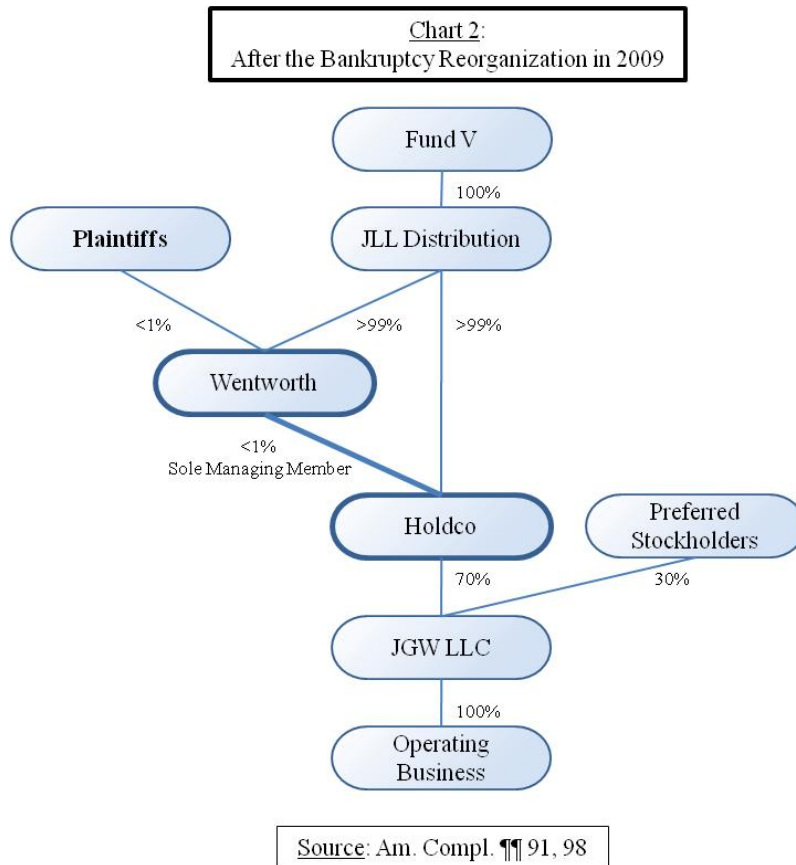 Chart 2:
After the Bankruptcy Reorganization in 2009
Fund V
100%
Plaintiffs
JLL Distribution
<1%
>99%
>99%
Wentworth
<1%
Sole Managing Member
Holdco
Preferred
Stockholders
70%
30%
JGW LLC
100%
Operating
Business
Source: Am. Compl. ¶¶ 91, 98